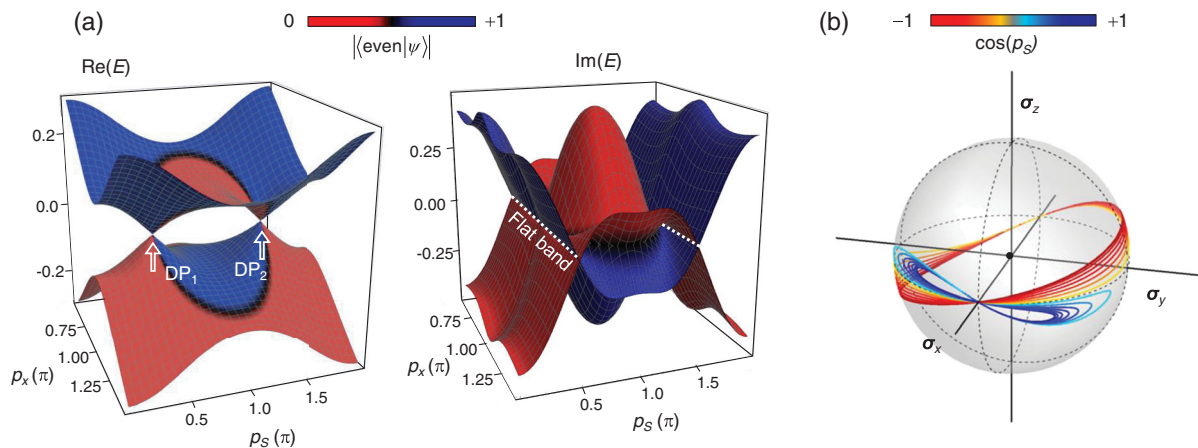 (a)
0
+1
|⟨even|ψ⟩|
Re(E)
0.2
0.0
-0.2
DP1
DP2
0.75
1.00
1.25
px (π)
0.5
1.0
1.5
pS (π)
Im(E)
0.25
0.00
-0.25
Flat band
0.75
1.00
1.25
px (π)
0.5
1.0
1.5
pS (π)
(b)
−1
+1
cos(pS)
σz
σy
σx